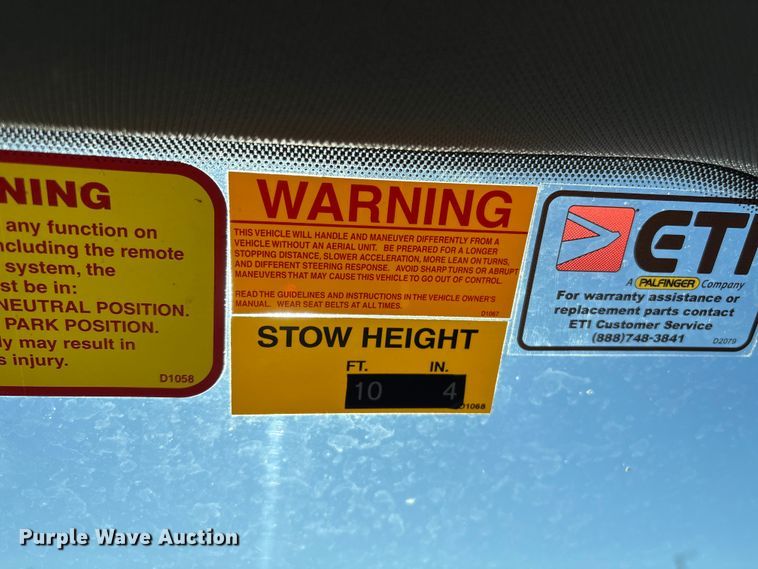 NING
any function on
including the remote
system, the
st be in:
NEUTRAL POSITION.
PARK POSITION.
may result in
injury.
D1058
WARNING
THIS VEHICLE WILL HANDLE AND MANEUVER DIFFERENTLY FROM A
VEHICLE WITHOUT AN AERIAL UNIT. BE PREPARED FOR A LONGER
STOPPING DISTANCE, SLOWER ACCELERATION, MORE LEAN ON TURNS,
AND DIFFERENT STEERING RESPONSE. AVOID SHARP TURNS OR ABRUPT
MANEUVERS THAT MAY CAUSE THIS VEHICLE TO GO OUT OF CONTROL.
READ THE GUIDELINES AND INSTRUCTIONS IN THE VEHICLE OWNER'S
MANUAL. WEAR SEAT BELTS AT ALL TIMES.
D1067
STOW HEIGHT
FT. IN.
10 4
D1068
ETI
A PALFINGER Company
For warranty assistance or
replacement parts contact
ETI Customer Service
(888)748-3841
D2079
Purple Wave Auction